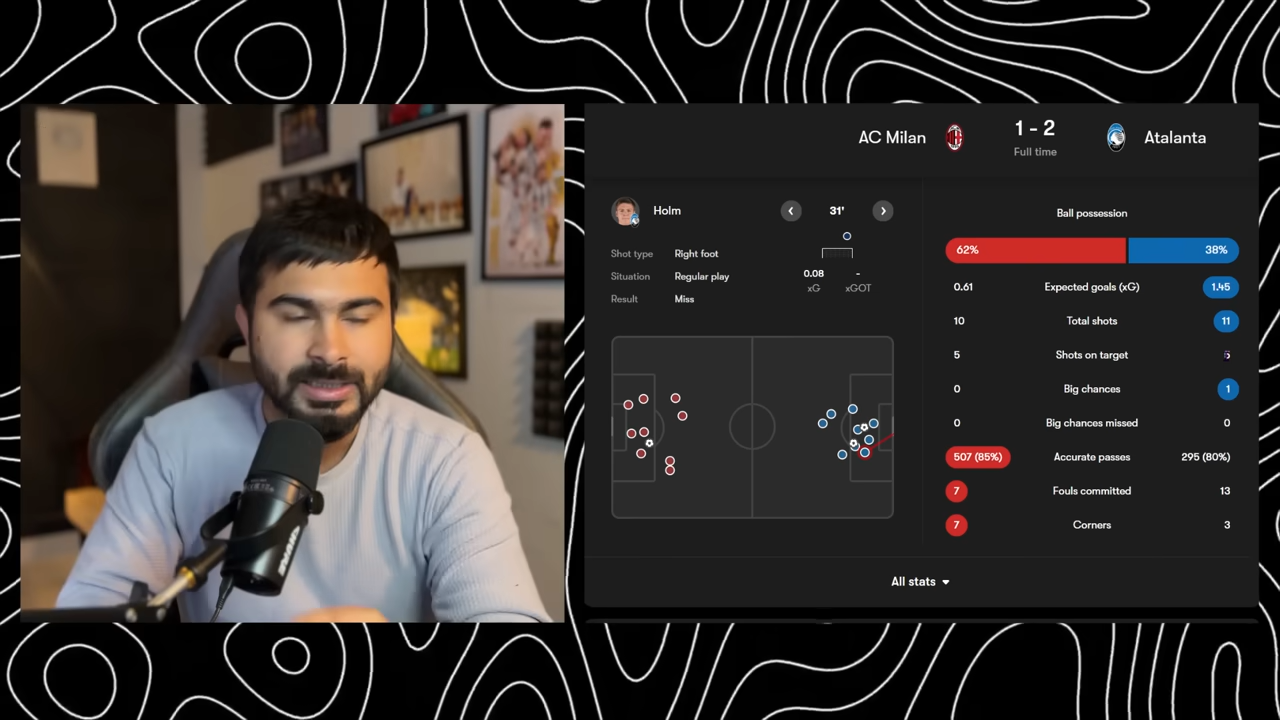 AC Milan 1 - 2 Atalanta
Full time
Holm 31'
Shot type Right foot
Situation Regular play
Result Miss
0.08 -
xG xGOT
Ball possession
62% 38%
0.61 Expected goals (xG) 1.45
10 Total shots 11
5 Shots on target 5
0 Big chances 1
0 Big chances missed 0
507 (85%) Accurate passes 295 (80%)
7 Fouls committed 13
7 Corners 3
All stats
SHURE